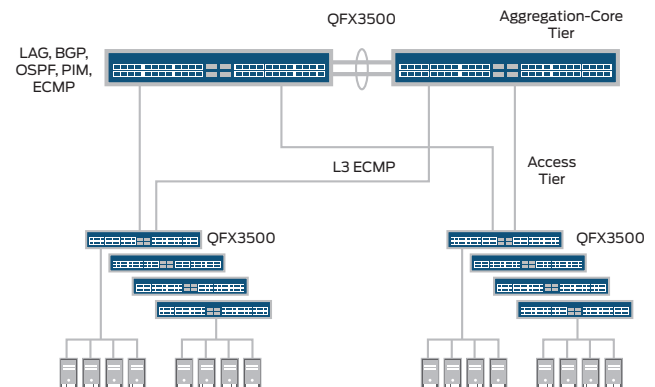 QFX3500
Aggregation-Core
Tier
LAG, BGP,
OSPF, PIM,
ECMP
L3 ECMP
Access
Tier
QFX3500
QFX3500